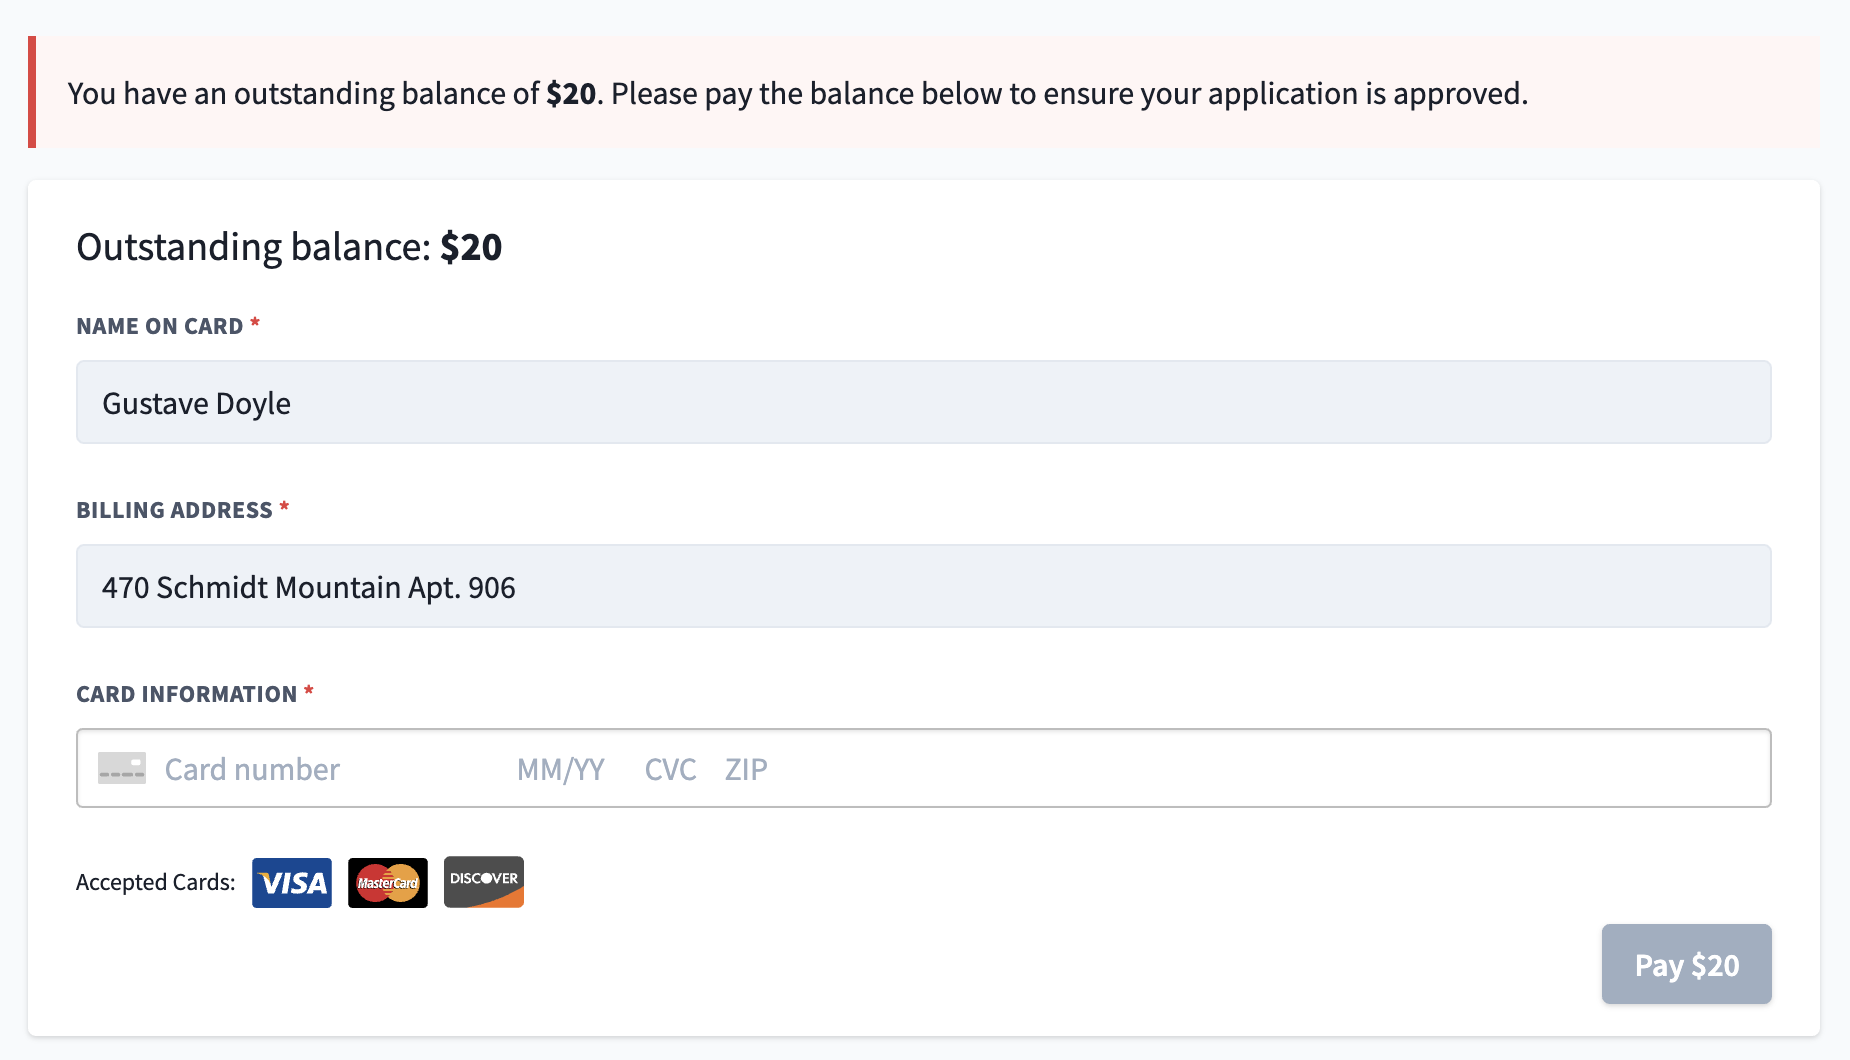 You have an outstanding balance of $20. Please pay the balance below to ensure your application is approved.
Outstanding balance: $20
NAME ON CARD *
Gustave Doyle
BILLING ADDRESS *
470 Schmidt Mountain Apt. 906
CARD INFORMATION *
Card number MM/YY CVC ZIP
Accepted Cards: VISA MasterCard DISCOVER
Pay $20